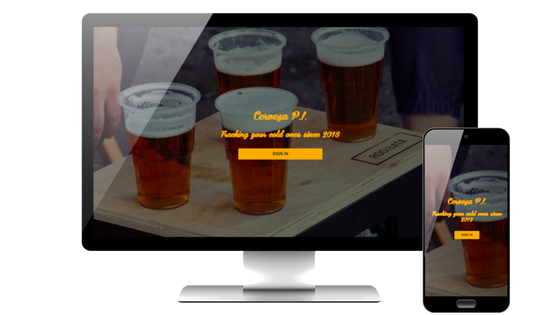 Cerveza P.I.
Tracking your cold ones since 2018
SIGN IN
Cerveza P.I.
Tracking your cold ones since
2018
SIGN IN